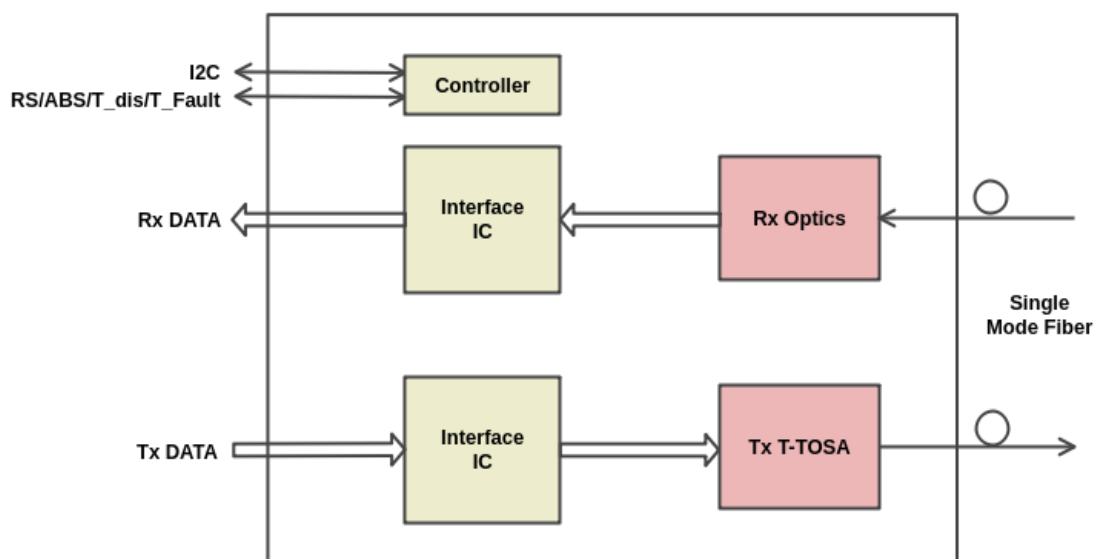 I2C
RS/ABS/T_dis/T_Fault
Controller
Rx DATA
Interface
IC
Rx Optics
Single
Mode Fiber
Tx DATA
Interface
IC
Tx T-TOSA